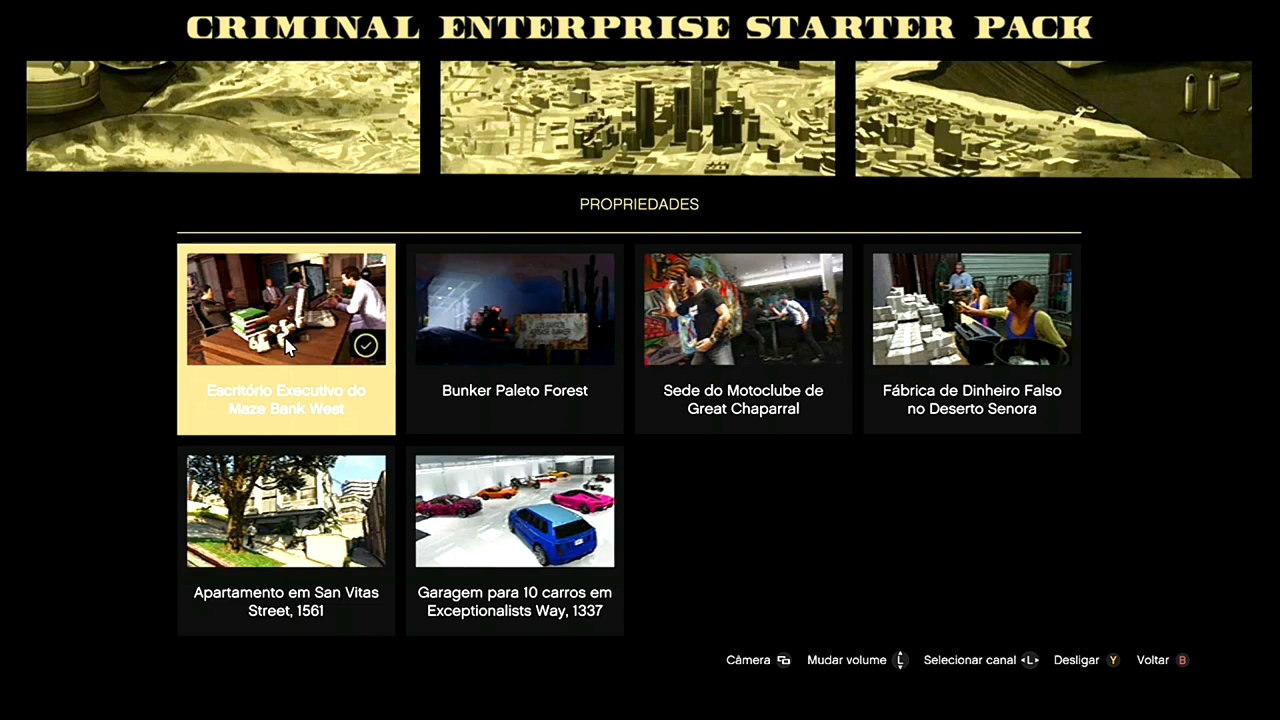 CRIMINAL ENTERPRISE STARTER PACK
PROPRIEDADES
Escritório Executivo do
Maze Bank West
Bunker Paleto Forest
Sede do Motoclube de
Great Chaparral
Fábrica de Dinheiro Falso
no Deserto Senora
Apartamento em San Vitas
Street, 1561
Garagem para 10 carros em
Exceptionalists Way, 1337
Câmera
Mudar volume L
Selecionar canal L
Desligar Y
Voltar B